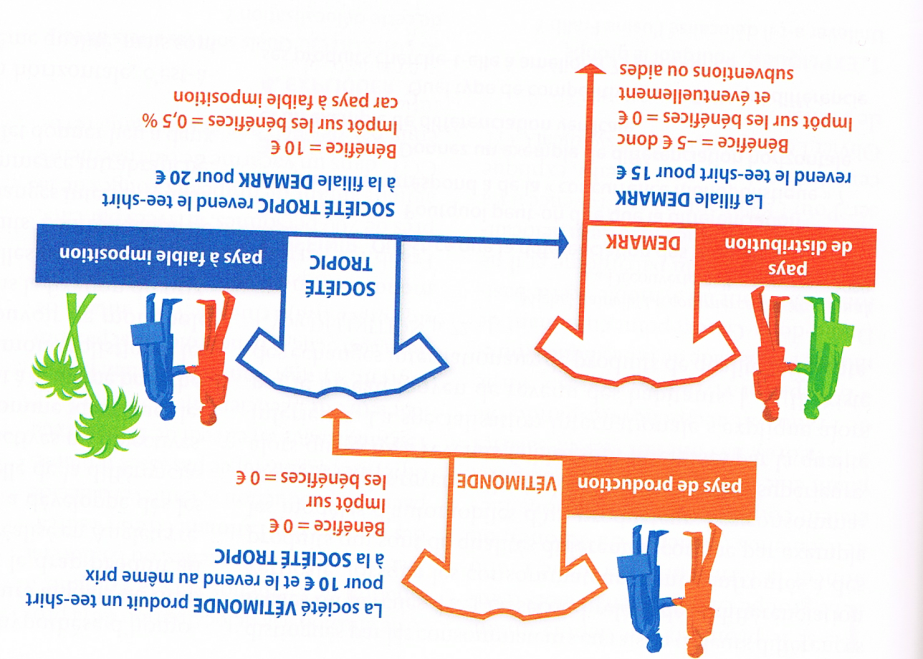 pays de production
VÉTIMONDE
La société VÉTIMONDE produit un tee-shirt
pour 10 € et le revend au même prix
à la SOCIÉTÉ TROPIC
Bénéfice = 0 €
Impôt sur
les bénéfices = 0 €
pays
de distribution
DEMARK
SOCIÉTÉ
TROPIC
pays à faible imposition
La filiale DEMARK
revend le tee-shirt pour 15 €
Bénéfice = –5 € donc
Impôt sur les bénéfices = 0 €
et éventuellement
subventions ou aides
SOCIÉTÉ TROPIC revend le tee-shirt
à la filiale DEMARK pour 20 €
Bénéfice = 10 €
Impôt sur les bénéfices = 0,5 %
car pays à faible imposition